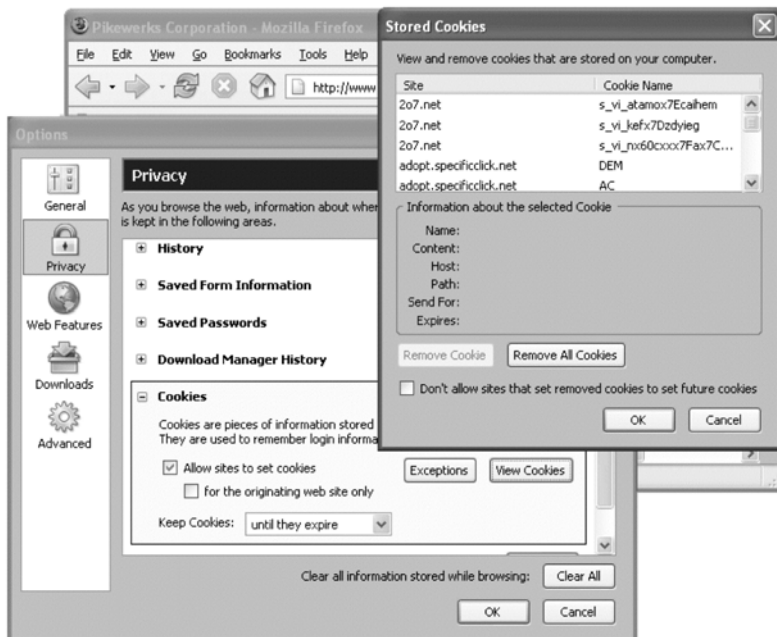 Pikewerks Corporation - Mozilla Firefox
File Edit View Go Bookmarks Tools Help
http://www
Options
General
Privacy
Web Features
Downloads
Advanced
Privacy
As you browse the web, information about wher
is kept in the following areas.
History
Saved Form Information
Saved Passwords
Download Manager History
Cookies
Cookies are pieces of information stored
They are used to remember login informa
Allow sites to set cookies
Exceptions
View Cookies
for the originating web site only
Keep Cookies: until they expire
Clear all information stored while browsing: Clear All
OK Cancel
Stored Cookies
View and remove cookies that are stored on your computer.
Site Cookie Name
2o7.net s_vi_atamox7Ecaihem
2o7.net s_vi_kefx7Dzdyieg
2o7.net s_vi_nx60cxxx7Fax7C...
adopt.specificclick.net DEM
adopt.specificclick.net AC
Information about the selected Cookie
Name:
Content:
Host:
Path:
Send For:
Expires:
Remove Cookie Remove All Cookies
Don't allow sites that set removed cookies to set future cookies
OK Cancel